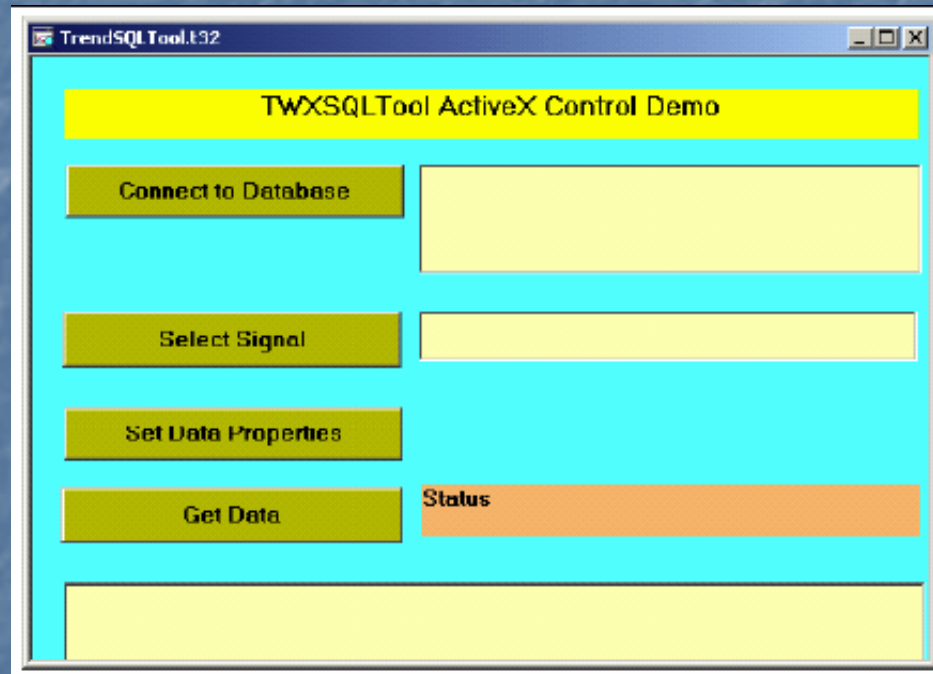 TrendSQLTool.t32
TWXSQLTool ActiveX Control Demo
Connect to Database
Select Signal
Set Data Properties
Get Data
Status